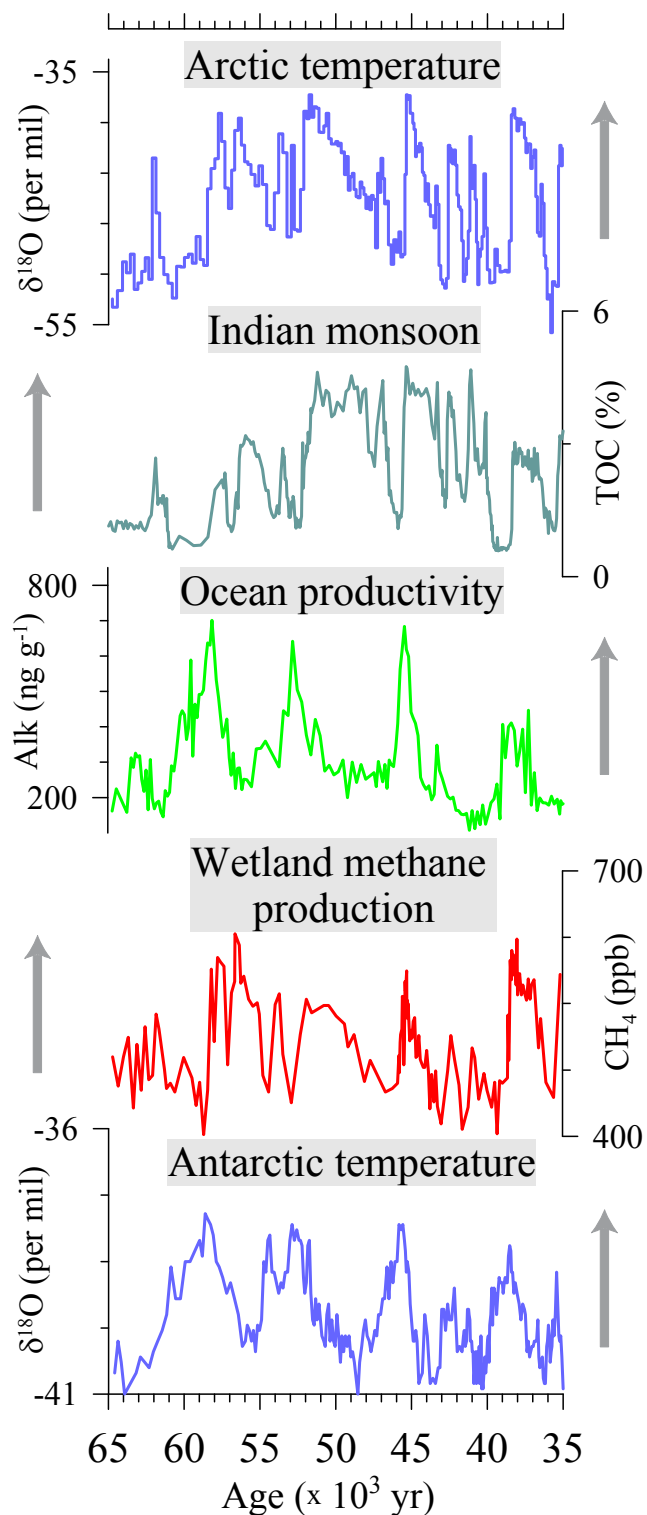 Arctic temperature
-35
δ¹⁸O (per mil)
-55
Indian monsoon
6
TOC (%)
0
Ocean productivity
800
Alk (ng g⁻¹)
200
Wetland methane
production
700
CH₄ (ppb)
400
-36
Antarctic temperature
δ¹⁸O (per mil)
-41
65 60 55 50 45 40 35
Age (x 10³ yr)